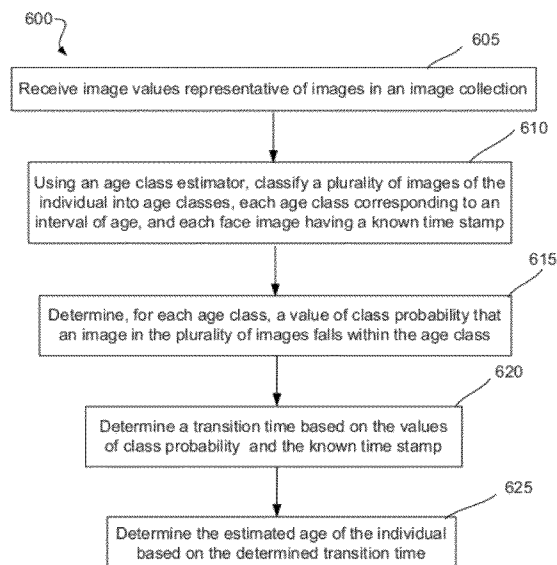 600
605
Receive image values representative of images in an image collection
610
Using an age class estimator, classify a plurality of images of the
individual into age classes, each age class corresponding to an
interval of age, and each face image having a known time stamp
615
Determine, for each age class, a value of class probability that
an image in the plurality of images falls within the age class
620
Determine a transition time based on the values
of class probability and the known time stamp
625
Determine the estimated age of the individual
based on the determined transition time